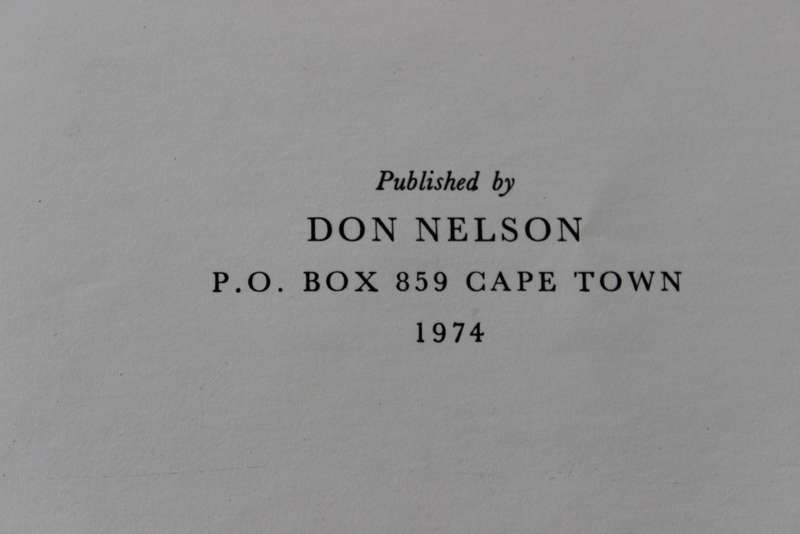 Published by
DON NELSON
P.O. BOX 859 CAPE TOWN
1974